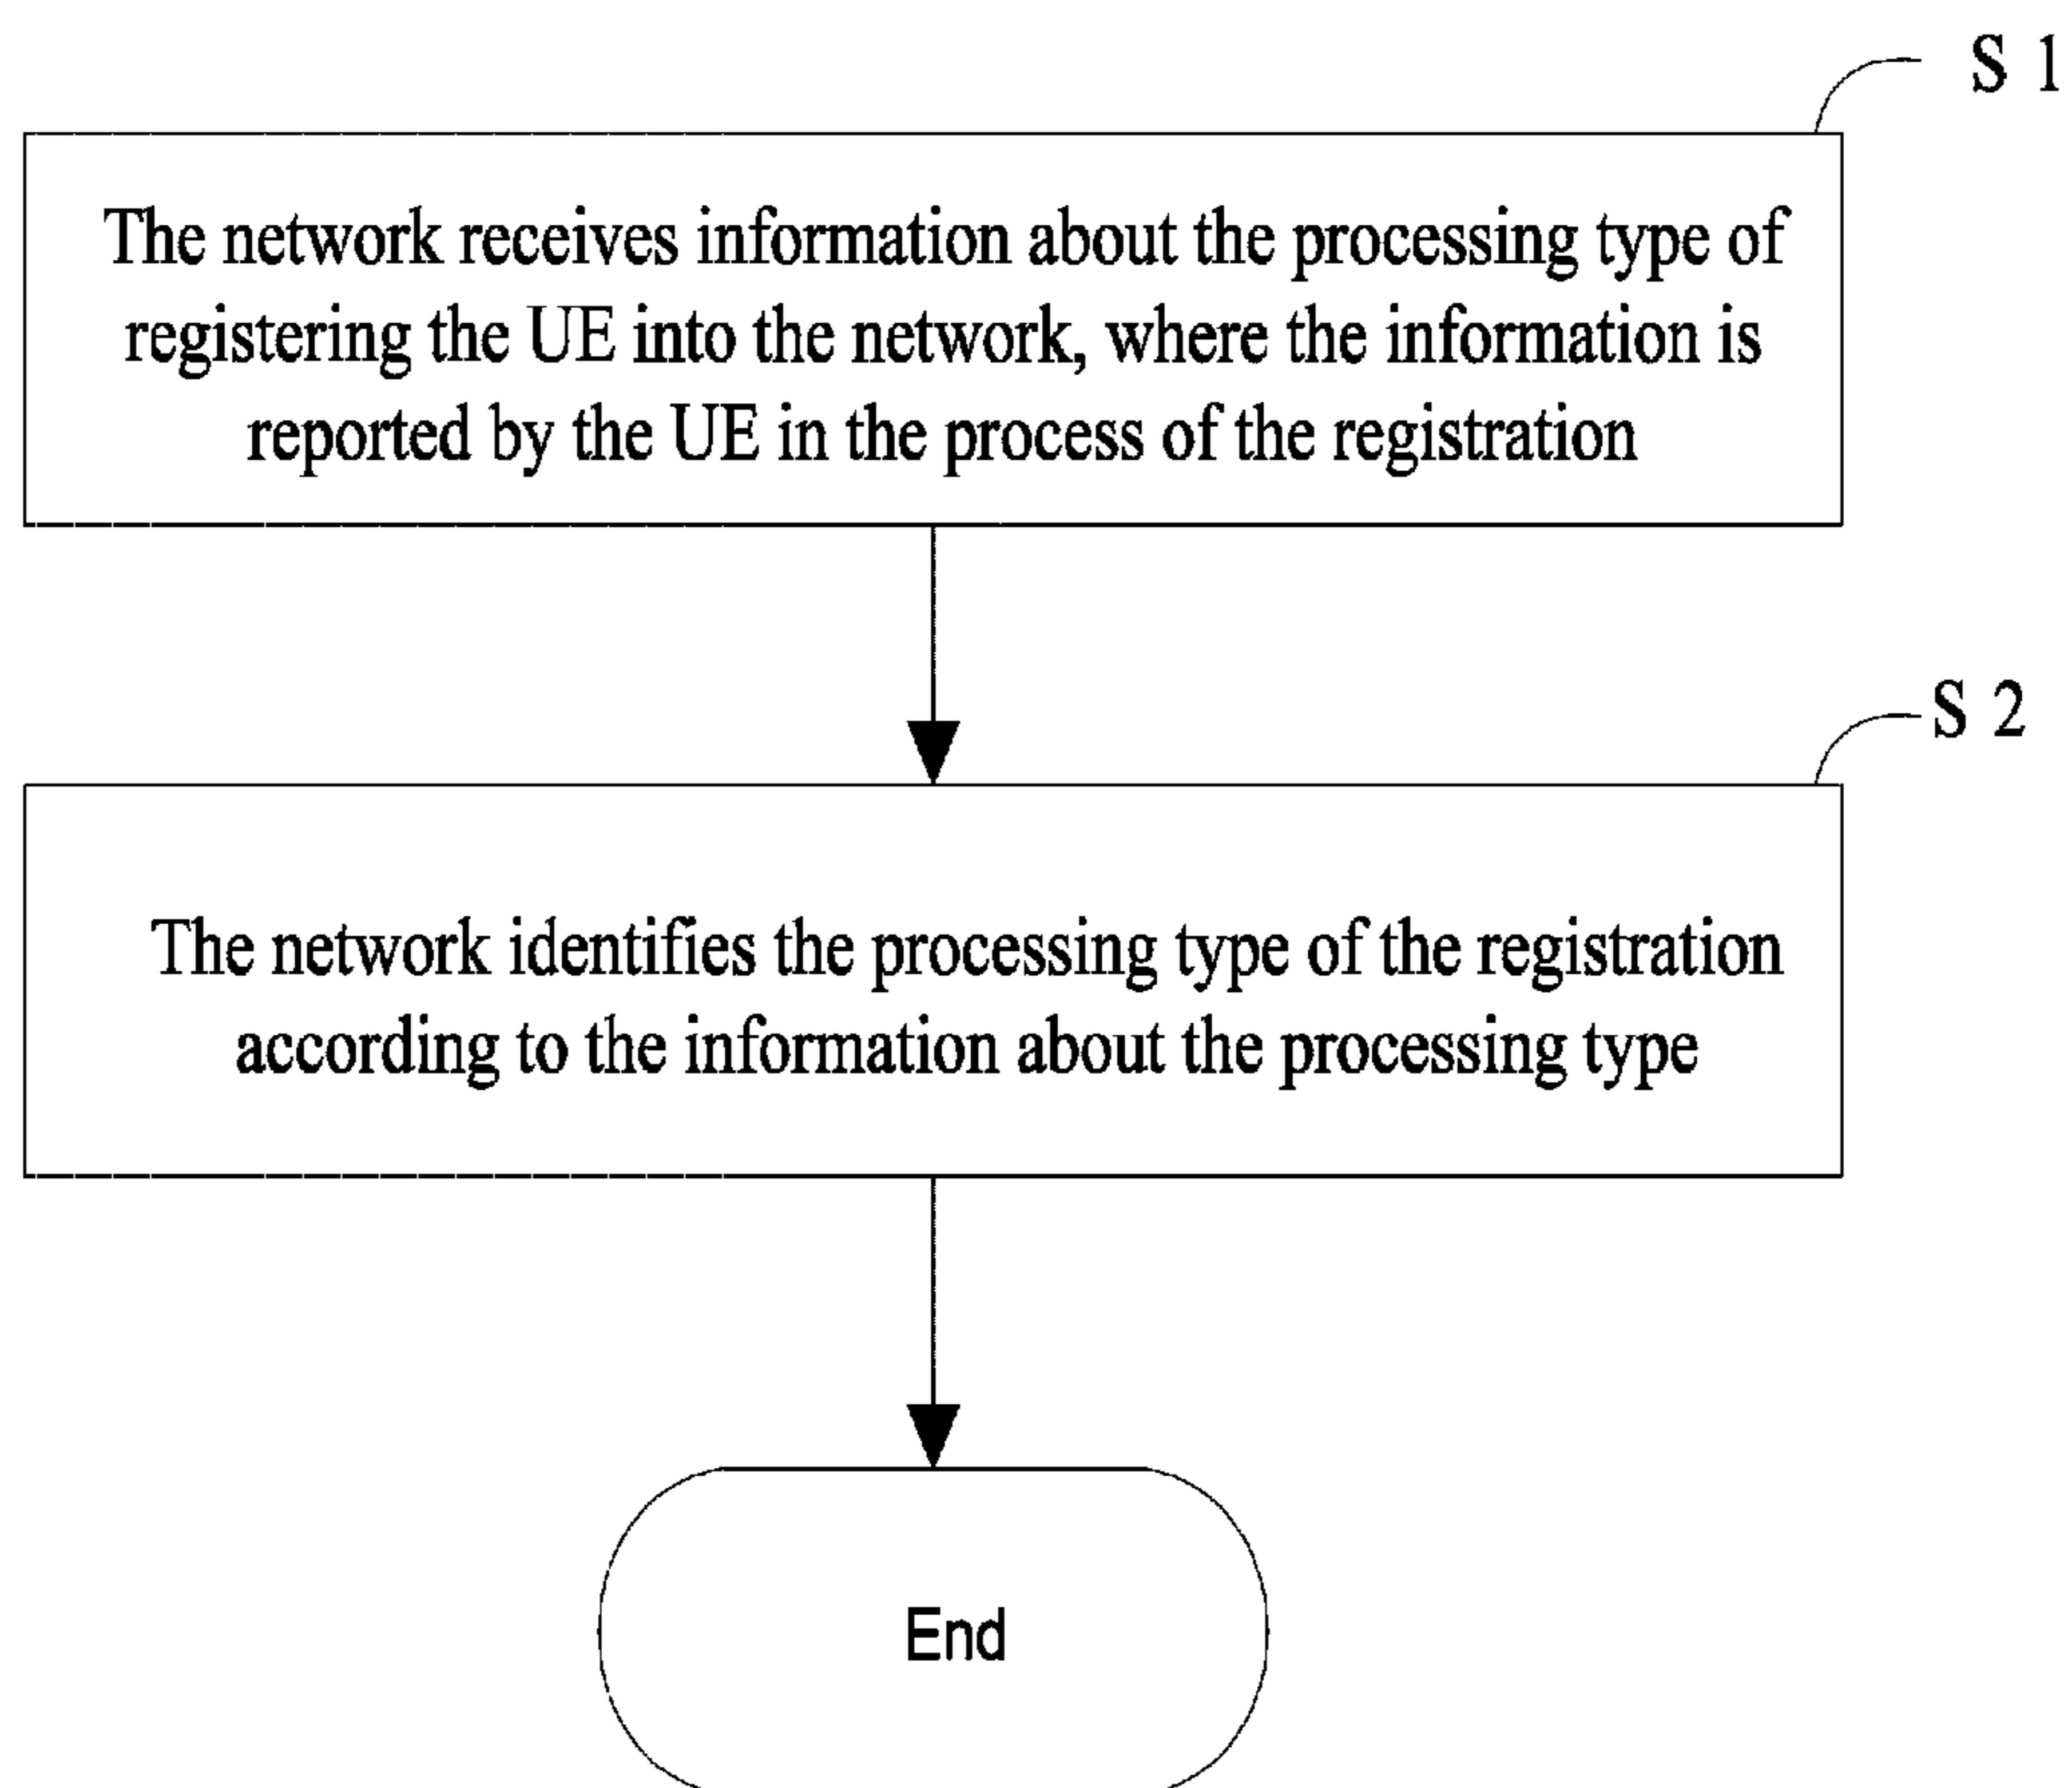 S 1
The network receives information about the processing type of
registering the UE into the network, where the information is
reported by the UE in the process of the registration
S 2
The network identifies the processing type of the registration
according to the information about the processing type
End